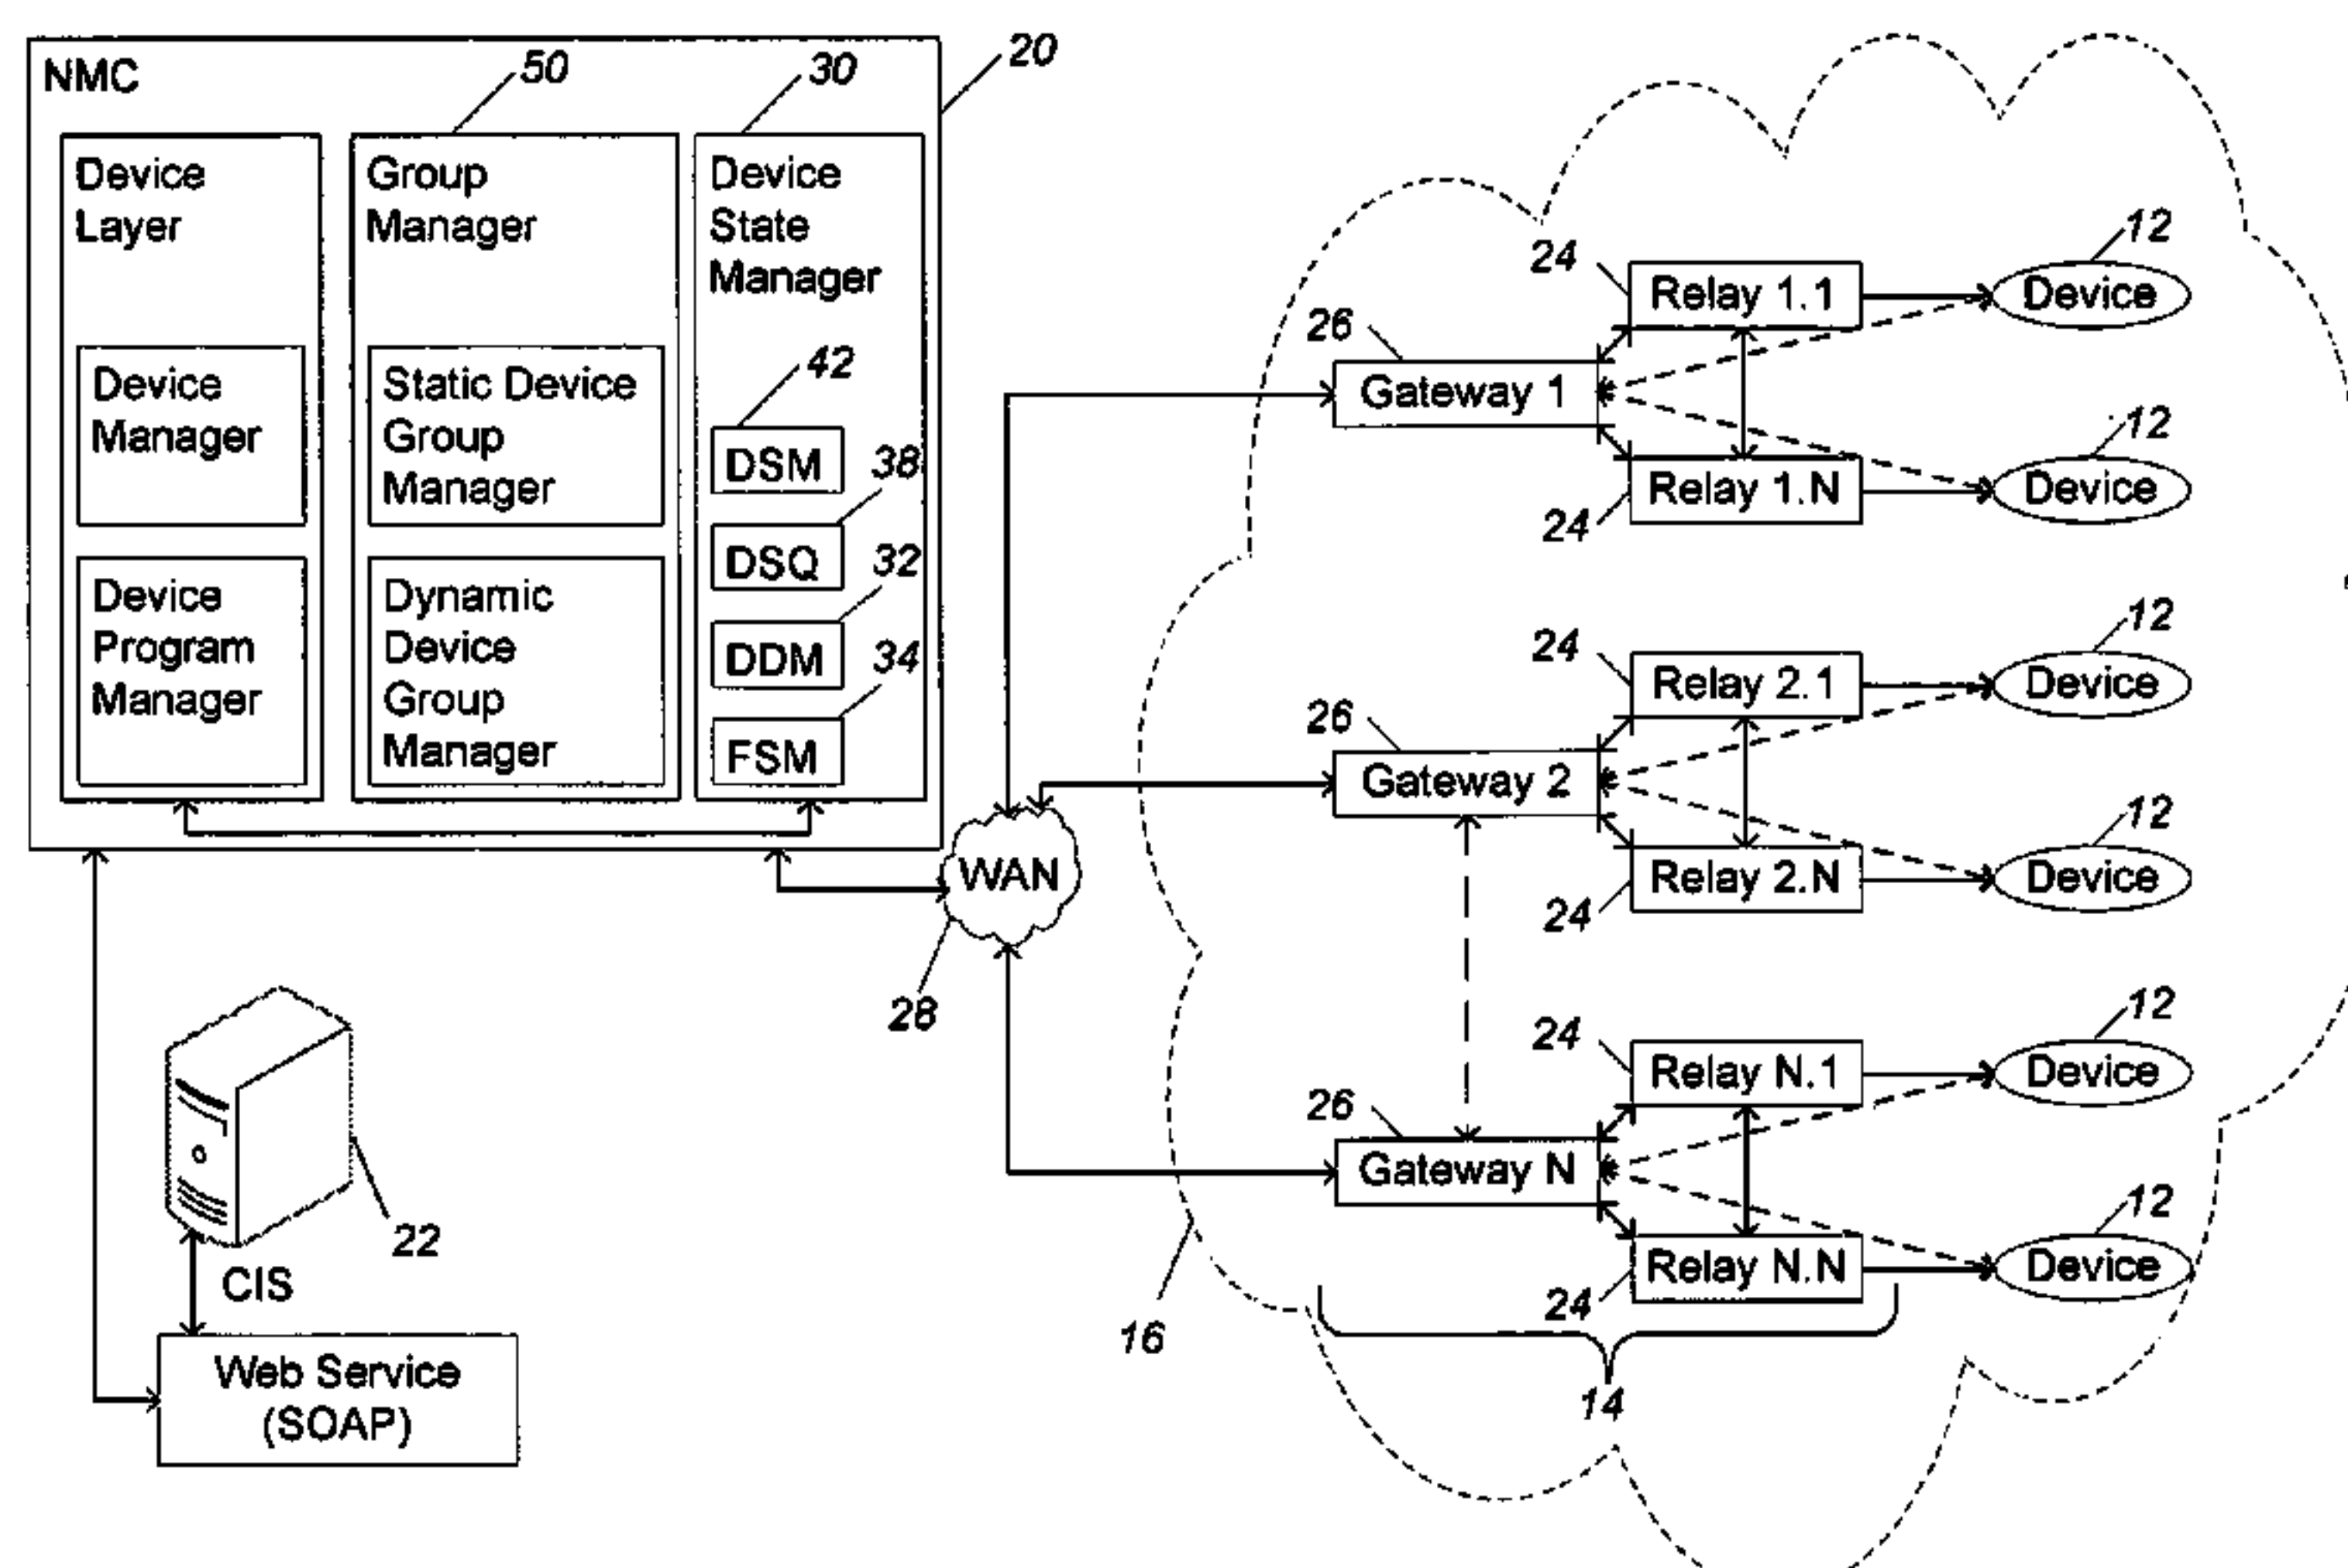 NMC
50
30
20
Device
Layer
Device
Manager
Device
Program
Manager
Group
Manager
Static Device
Group
Manager
Dynamic
Device
Group
Manager
Device
State
Manager
42
DSM
38
DSQ
32
DDM
34
FSM
WAN
28
22
CIS
Web Service
(SOAP)
24
Relay 1.1
12
Device
26
Gateway 1
12
24
Relay 1.N
Device
24
Relay 2.1
12
Device
26
Gateway 2
12
24
Relay 2.N
Device
24
Relay N.1
12
Device
26
Gateway N
12
24
Relay N.N
Device
16
14